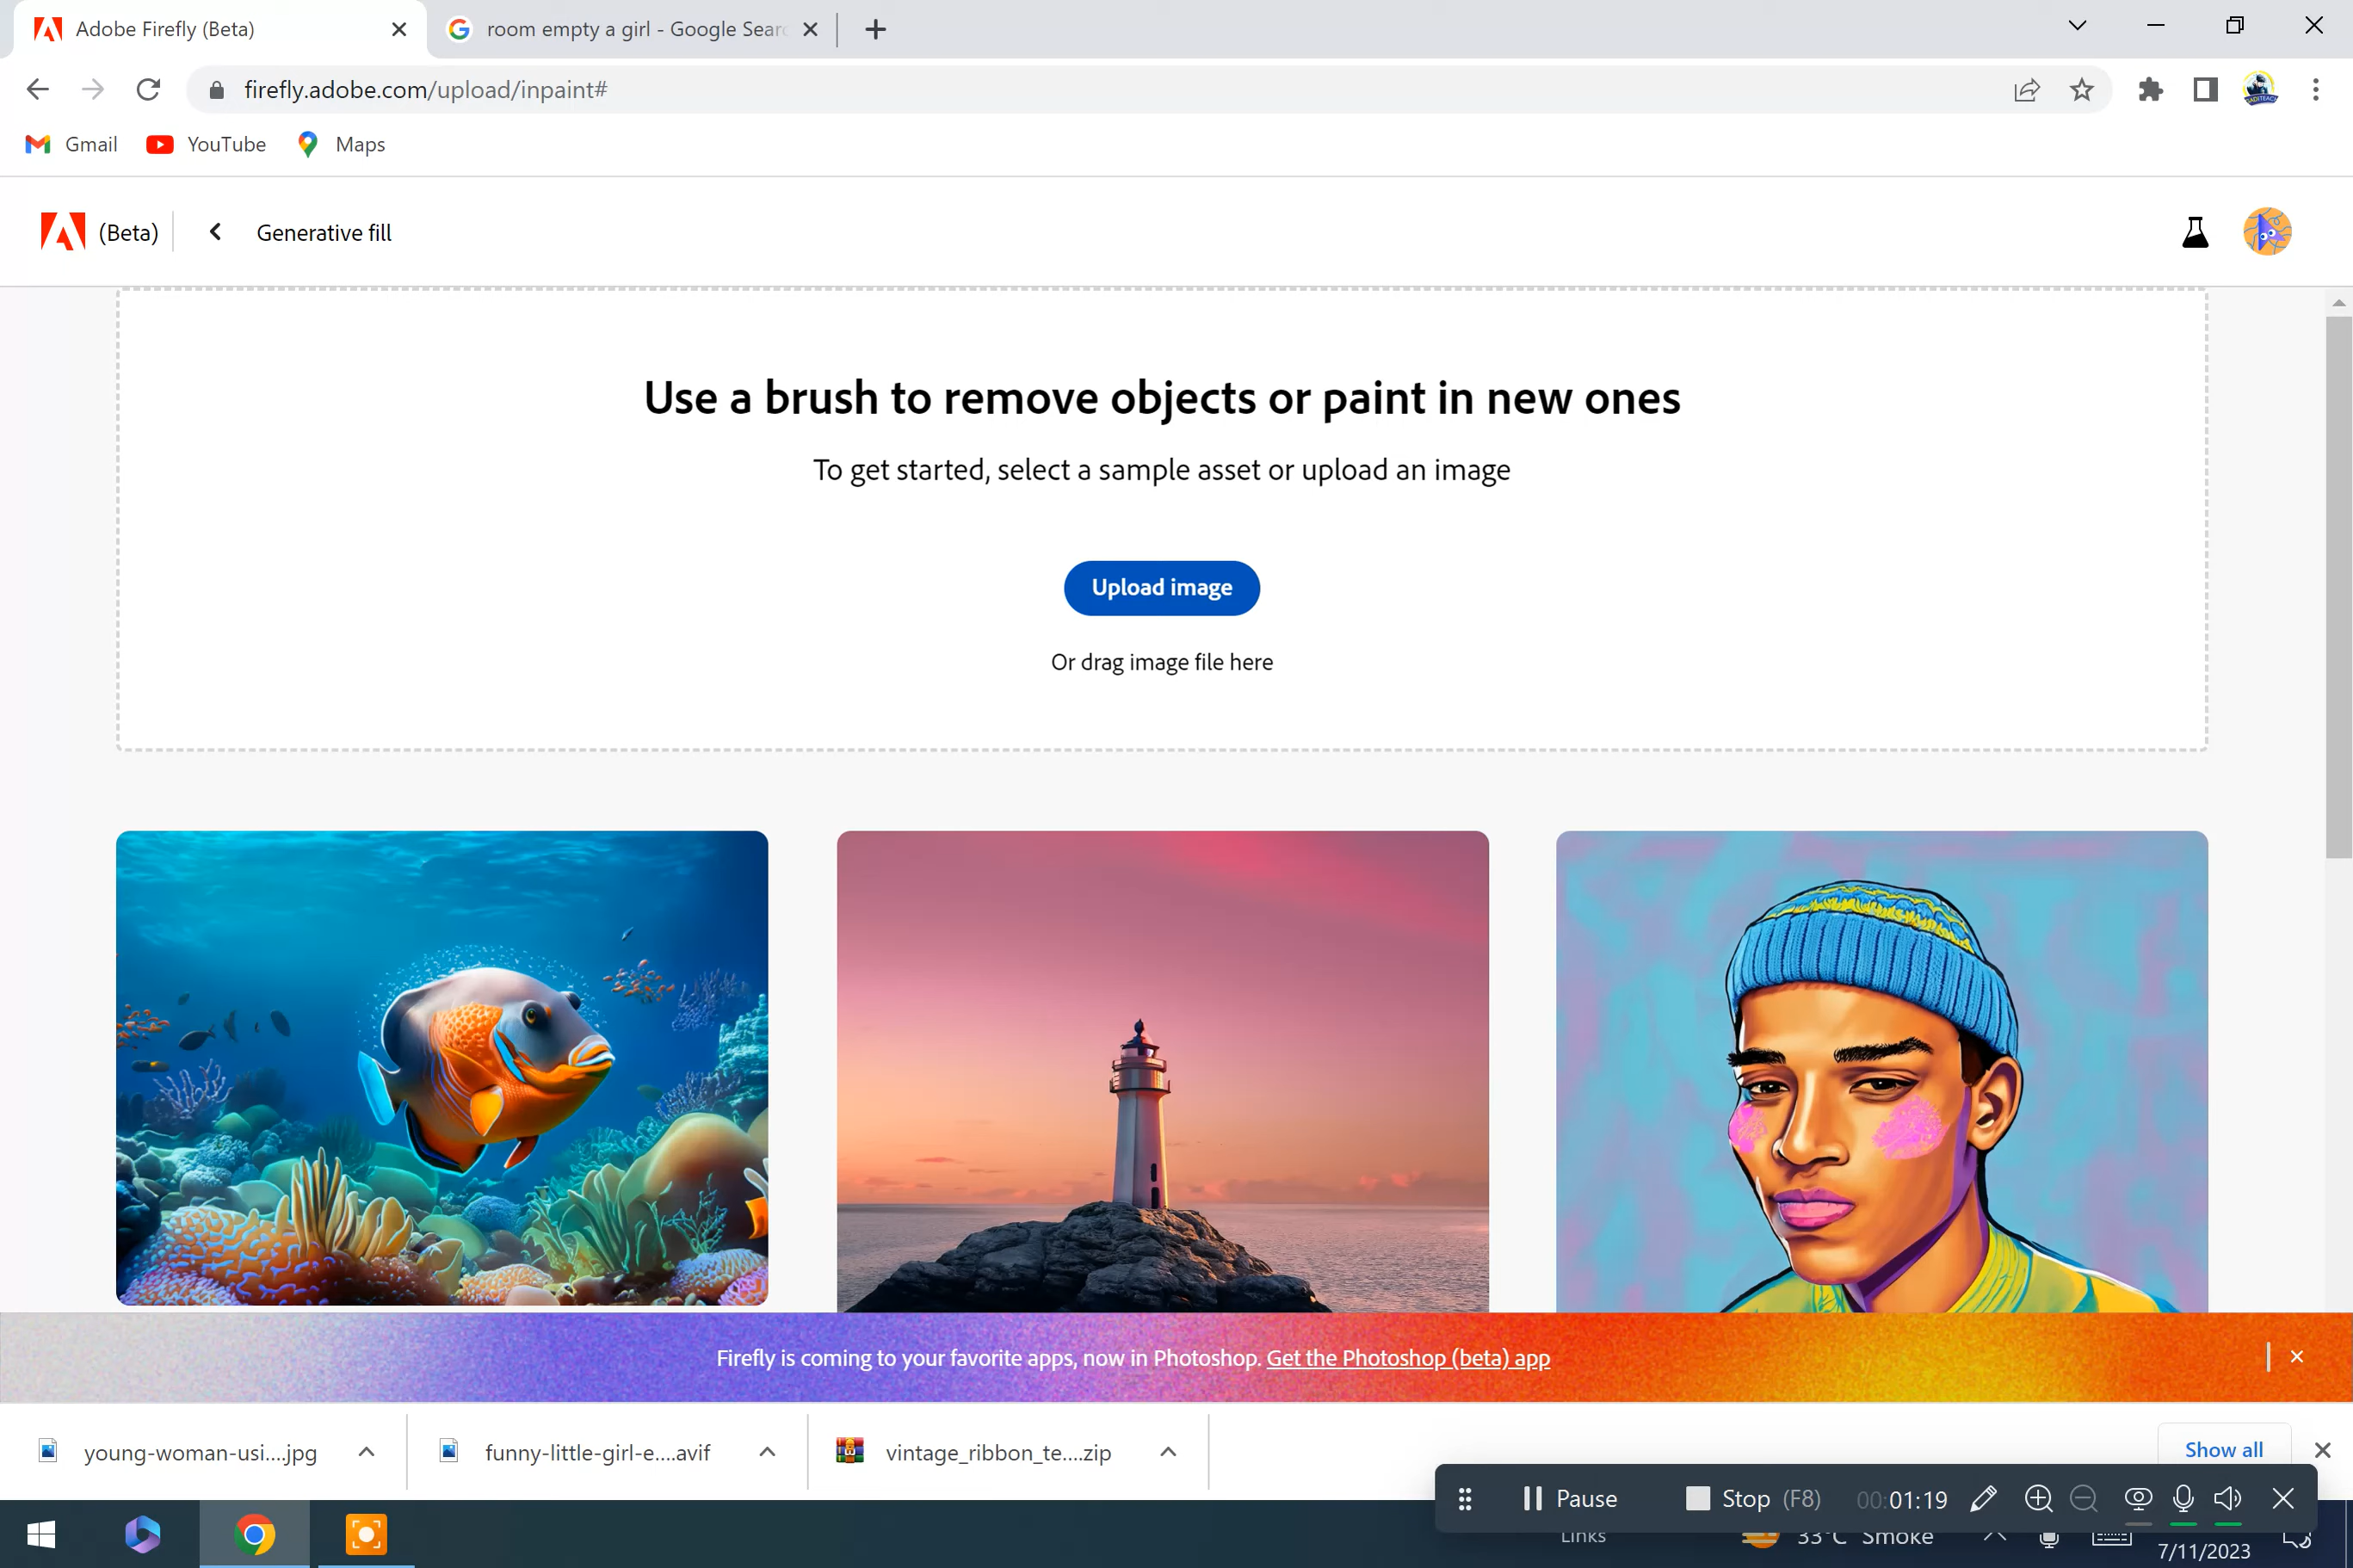 Adobe Firefly (Beta)
room empty a girl - Google Sear
firefly.adobe.com/upload/inpaint#
Gmail
YouTube
Maps
(Beta)
Generative fill
Use a brush to remove objects or paint in new ones
To get started, select a sample asset or upload an image
Upload image
Or drag image file here
Firefly is coming to your favorite apps, now in Photoshop. Get the Photoshop (beta) app
young-woman-usi....jpg
funny-little-girl-e....avif
vintage_ribbon_te....zip
Show all
Pause
Stop (F8)
00:01:19
Links
33°C Smoke
7/11/2023